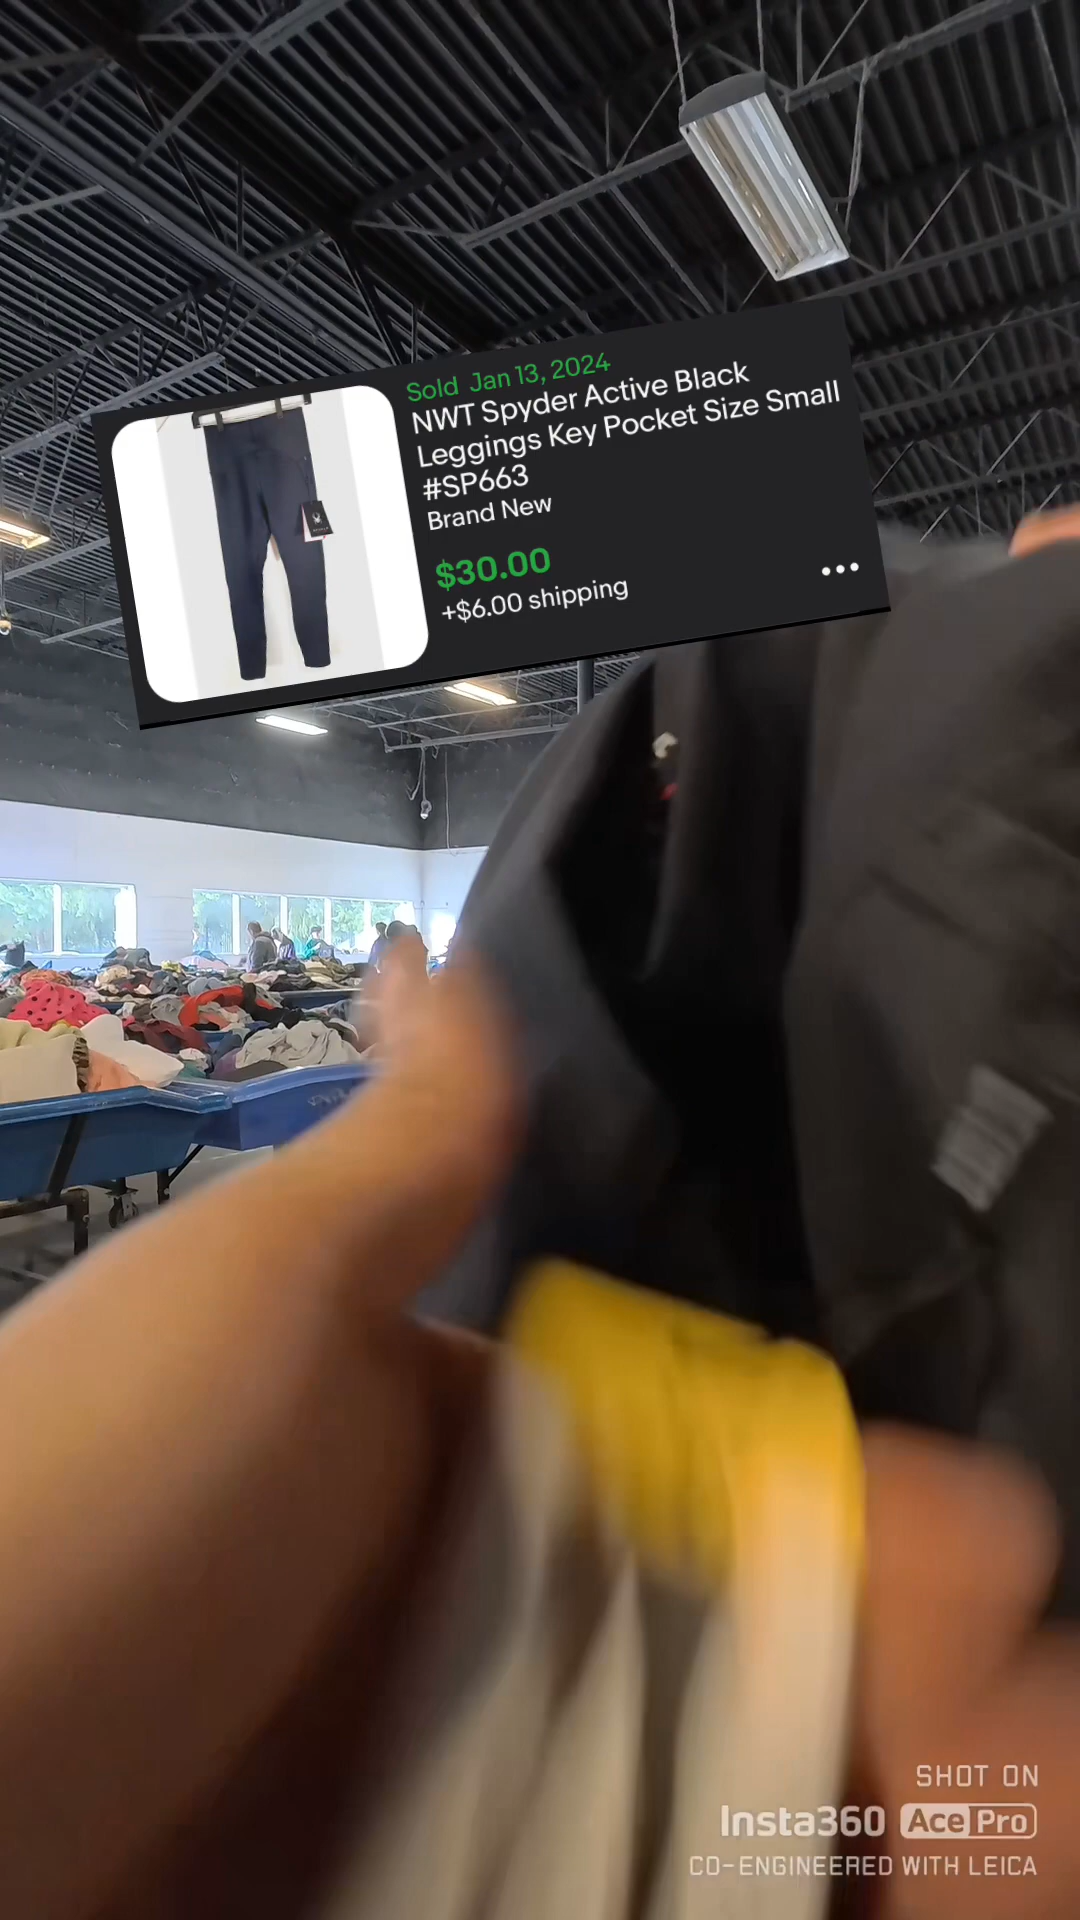 Sold Jan 13, 2024
NWT Spyder Active Black
Leggings Key Pocket Size Small
#SP663
Brand New
$30.00
+$6.00 shipping
SHOT ON
Insta360 Ace Pro
CO-ENGINEERED WITH LEICA